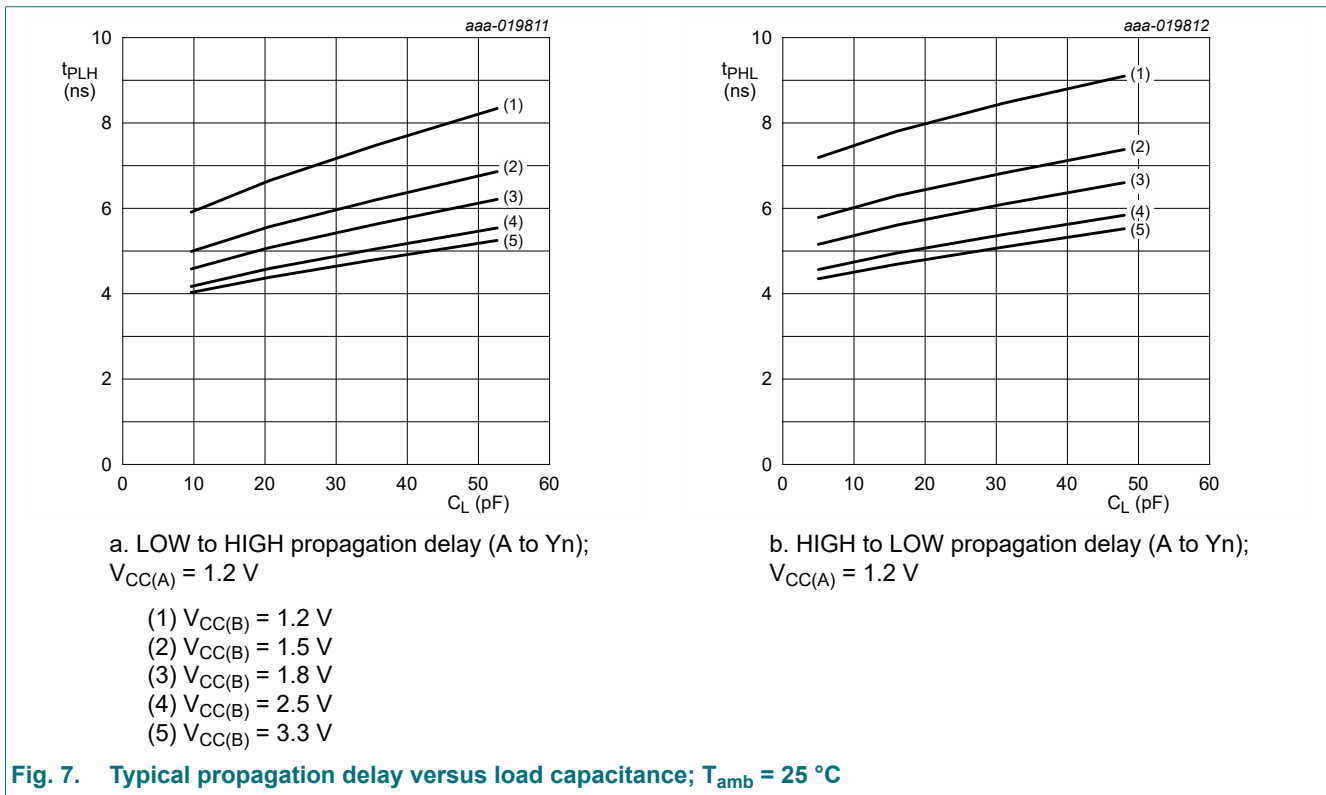 aaa-019811
10
tPLH
(ns)
8
6
4
2
0
(1)
(2)
(3)
(4)
(5)
0 10 20 30 40 50 60
CL (pF)
a. LOW to HIGH propagation delay (A to Yn);
VCC(A) = 1.2 V
aaa-019812
10
tPHL
(ns)
8
6
4
2
0
(1)
(2)
(3)
(4)
(5)
0 10 20 30 40 50 60
CL (pF)
b. HIGH to LOW propagation delay (A to Yn);
VCC(A) = 1.2 V
(1) VCC(B) = 1.2 V
(2) VCC(B) = 1.5 V
(3) VCC(B) = 1.8 V
(4) VCC(B) = 2.5 V
(5) VCC(B) = 3.3 V
Fig. 7. Typical propagation delay versus load capacitance; Tamb = 25 °C